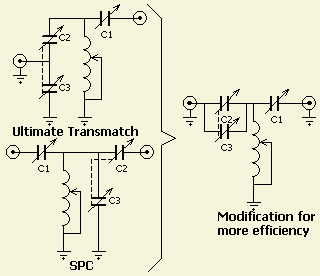 C1
C2
C3
Ultimate Transmatch
C1
C2
C3
SPC
C2
C1
C3
Modification for
more efficiency